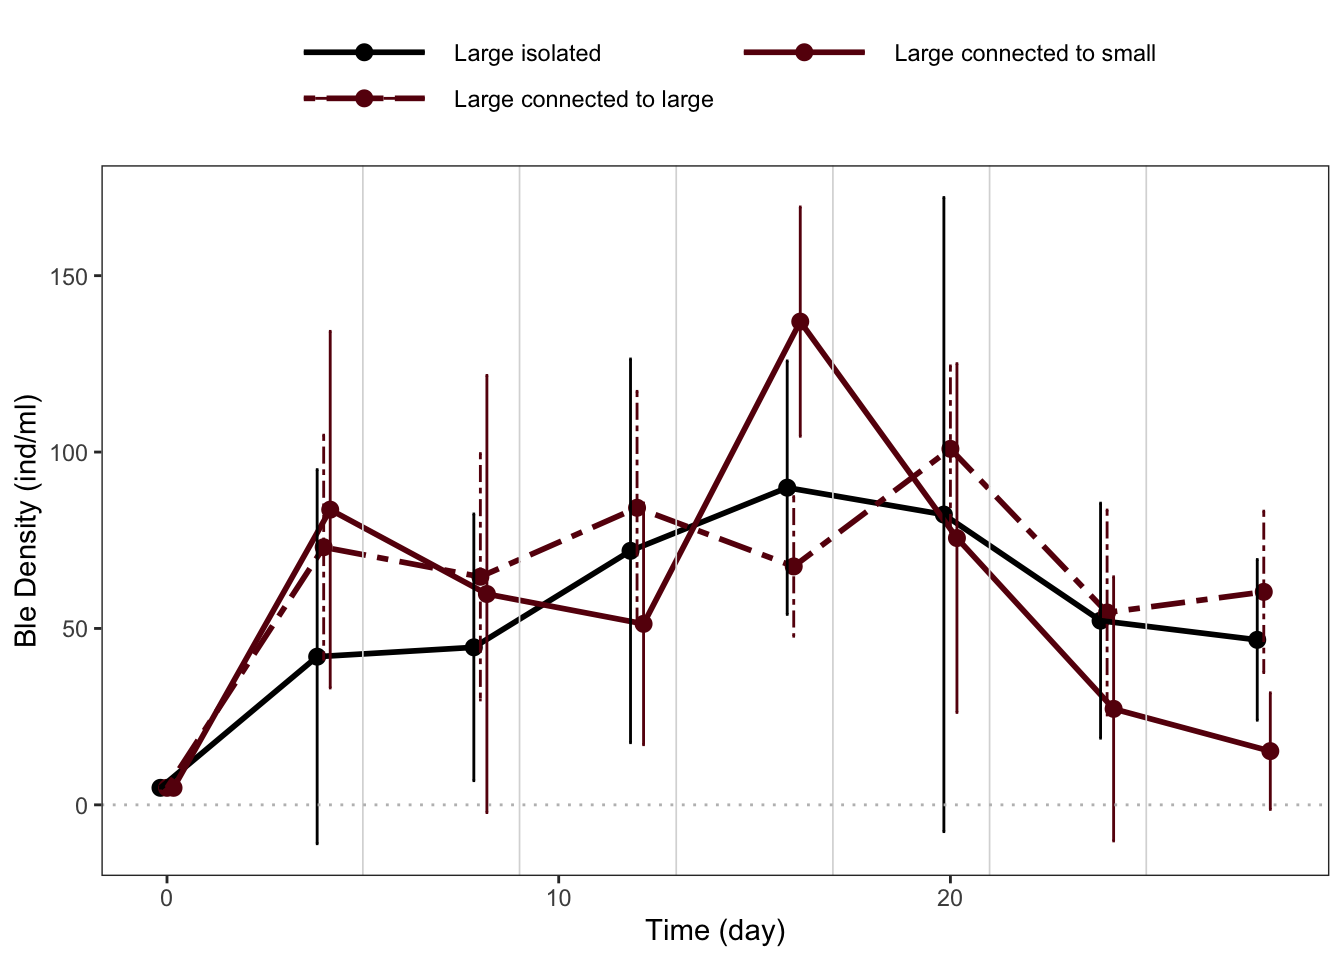 Large isolated
Large connected to small
Large connected to large
Ble Density (ind/ml)
150
100
50
0
0
10
20
Time (day)